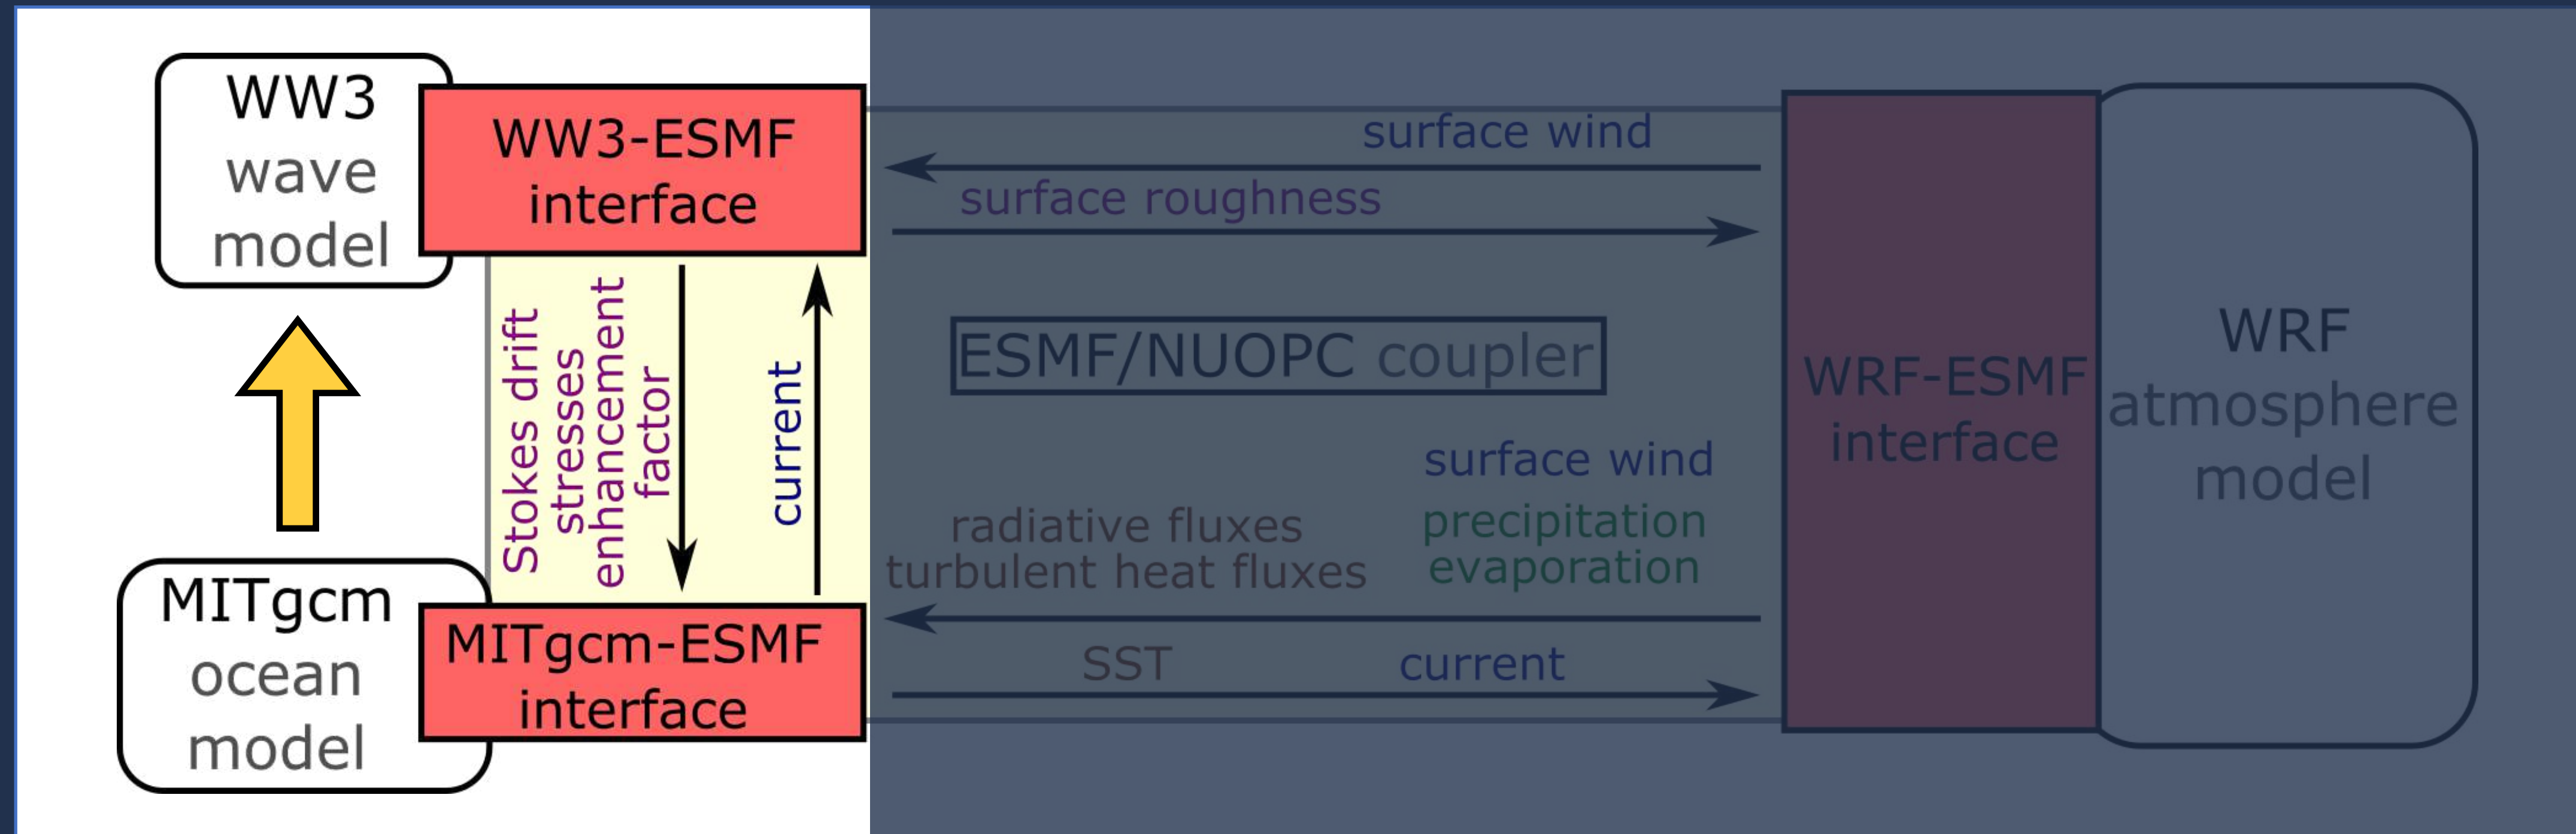 WW3
wave
model
WW3-ESMF
interface
surface wind
surface roughness
Stokes drift
stresses
enhancement
factor
current
ESMF/NUOPC coupler
WRF-ESMF
interface
WRF
atmosphere
model
surface wind
radiative fluxes
precipitation
turbulent heat fluxes
evaporation
MITgcm
ocean
model
MITgcm-ESMF
interface
SST
current